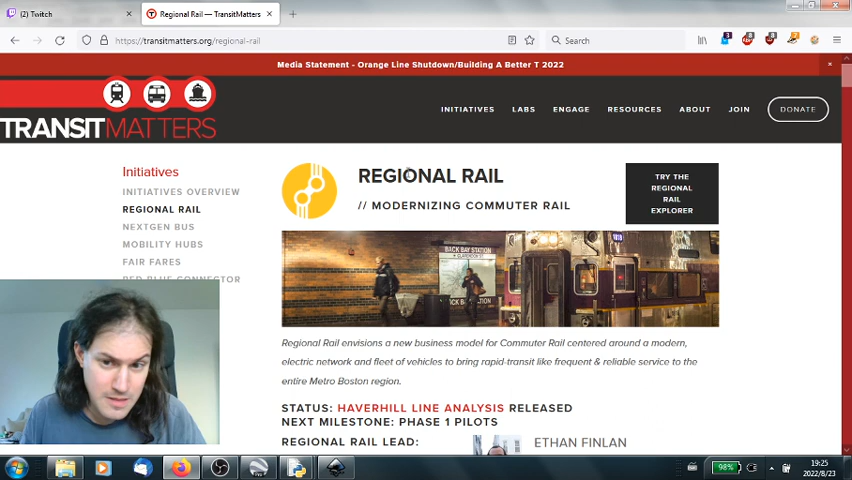 (2) Twitch
Regional Rail — TransitMatters
https://transitmatters.org/regional-rail
Search
Media Statement - Orange Line Shutdown/Building A Better T 2022
TRANSITMATTERS
INITIATIVES LABS ENGAGE RESOURCES ABOUT JOIN DONATE
Initiatives
INITIATIVES OVERVIEW
REGIONAL RAIL
NEXTGEN BUS
MOBILITY HUBS
FAIR FARES
RED BLUE CONNECTOR
REGIONAL RAIL
// MODERNIZING COMMUTER RAIL
TRY THE
REGIONAL
RAIL
EXPLORER
BACK BAY STATION
Regional Rail envisions a new business model for Commuter Rail centered around a modern,
electric network and fleet of vehicles to bring rapid-transit like frequent & reliable service to the
entire Metro Boston region.
STATUS: HAVERHILL LINE ANALYSIS RELEASED
NEXT MILESTONE: PHASE 1 PILOTS
REGIONAL RAIL LEAD:
ETHAN FINLAN
98%
19:25
2022/8/23